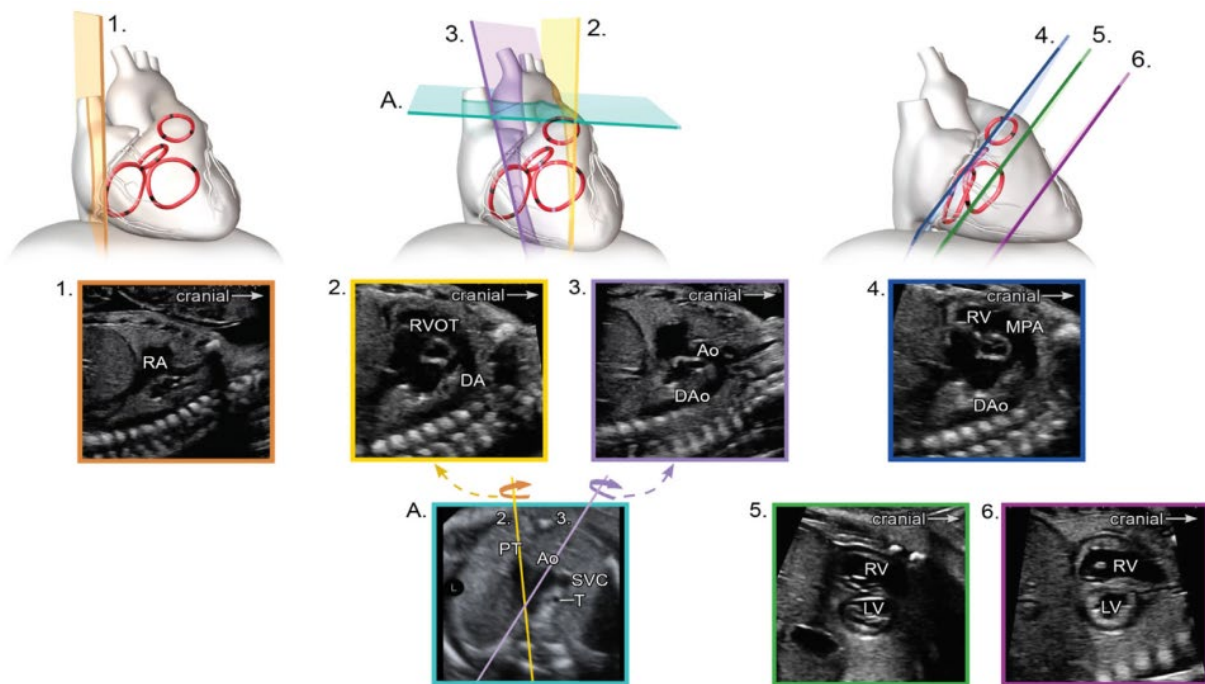 1.
3.
2.
A.
4.
5.
6.
1.
cranial
RA
2.
cranial
RVOT
DA
3.
cranial
Ao
DAo
4.
cranial
RV
MPA
DAo
A.
2.
3.
PT
Ao
SVC
T
L
5.
cranial
RV
LV
6.
cranial
RV
LV